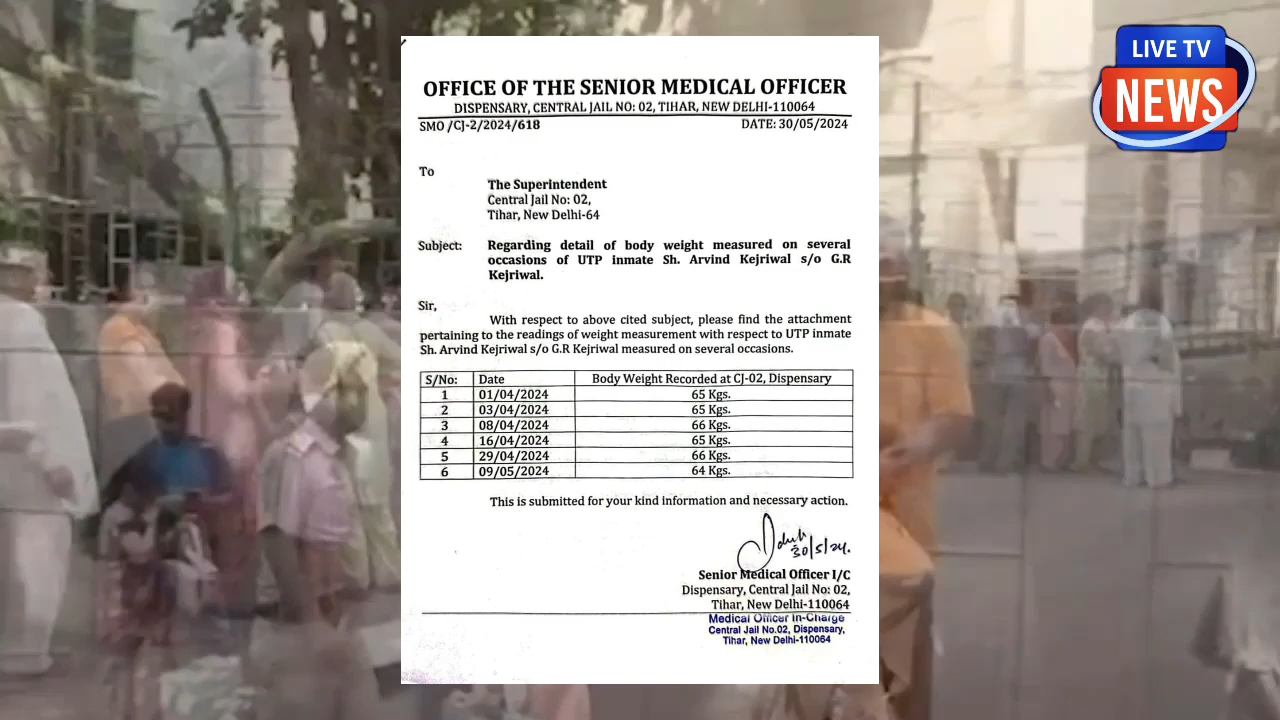 LIVE TV
NEWS
OFFICE OF THE SENIOR MEDICAL OFFICER
DISPENSARY, CENTRAL JAIL NO: 02, TIHAR, NEW DELHI-110064
SMO /CJ-2/2024/618 DATE: 30/05/2024
To
The Superintendent
Central Jail No: 02,
Tihar, New Delhi-64
Subject: Regarding detail of body weight measured on several
occasions of UTP inmate Sh. Arvind Kejriwal s/o G.R
Kejriwal.
Sir,
With respect to above cited subject, please find the attachment
pertaining to the readings of weight measurement with respect to UTP inmate
Sh. Arvind Kejriwal s/o G.R Kejriwal measured on several occasions.
S/No: Date Body Weight Recorded at CJ-02, Dispensary
1 01/04/2024 65 Kgs.
2 03/04/2024 65 Kgs.
3 08/04/2024 66 Kgs.
4 16/04/2024 65 Kgs.
5 29/04/2024 66 Kgs.
6 09/05/2024 64 Kgs.
This is submitted for your kind information and necessary action.
30/5/24.
Senior Medical Officer I/C
Dispensary, Central Jail No: 02,
Tihar, New Delhi-110064
Medical Officer In-Charge
Central Jail No.02, Dispensary,
Tihar, New Delhi-110064